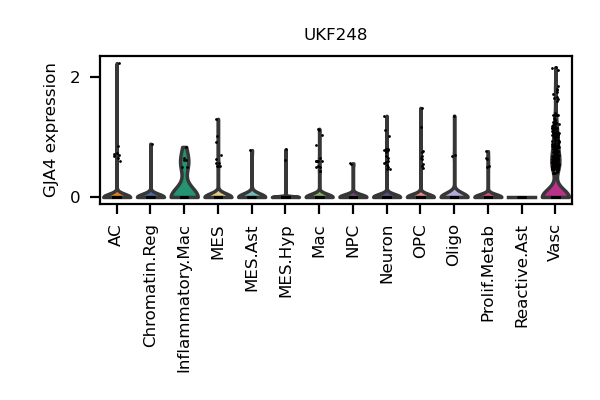 UKF248
GJA4 expression
2
0
AC
Chromatin.Reg
Inflammatory.Mac
MES
MES.Ast
MES.Hyp
Mac
NPC
Neuron
OPC
Oligo
Prolif.Metab
Reactive.Ast
Vasc